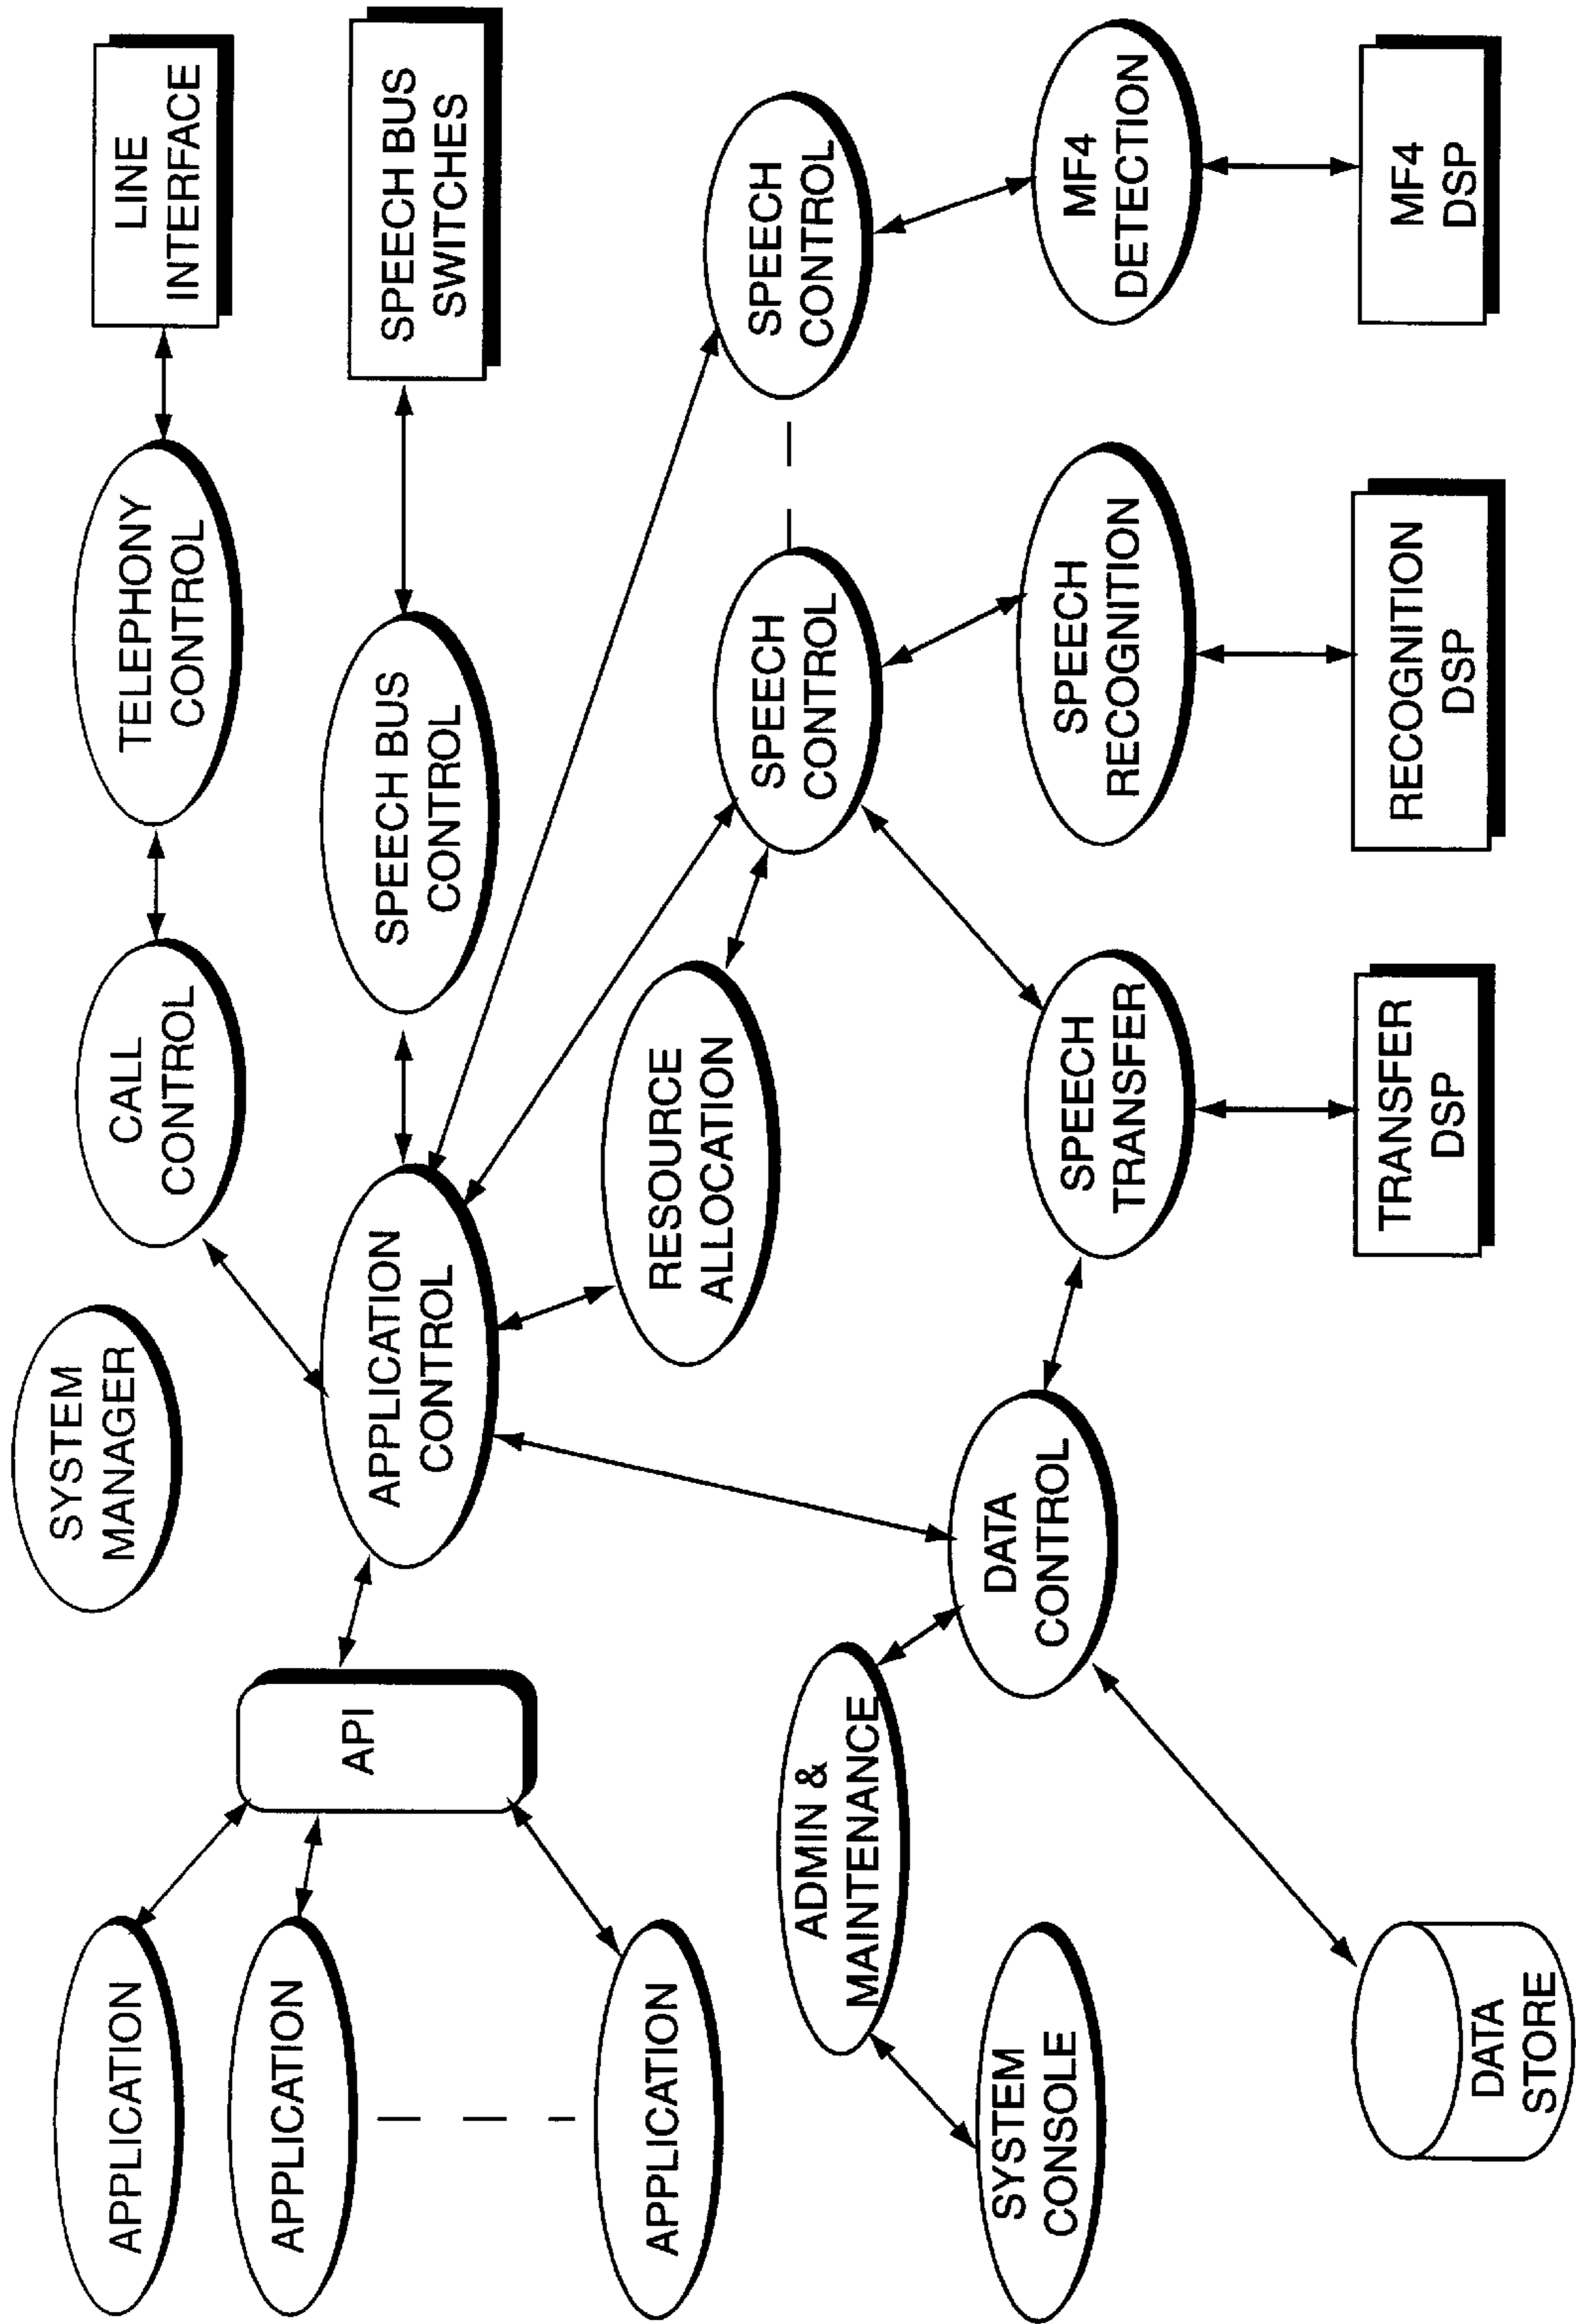 SYSTEM
MANAGER
CALL
CONTROL
TELEPHONY
CONTROL
LINE
INTERFACE
APPLICATION
APPLICATION
APPLICATION
API
APPLICATION
CONTROL
SPEECH BUS
CONTROL
SPEECH BUS
SWITCHES
RESOURCE
ALLOCATION
SPEECH
CONTROL
SPEECH
CONTROL
ADMIN &
MAINTENANCE
SYSTEM
CONSOLE
DATA
CONTROL
SPEECH
TRANSFER
SPEECH
RECOGNITION
MF4
DETECTION
DATA
STORE
TRANSFER
DSP
RECOGNITION
DSP
MF4
DSP